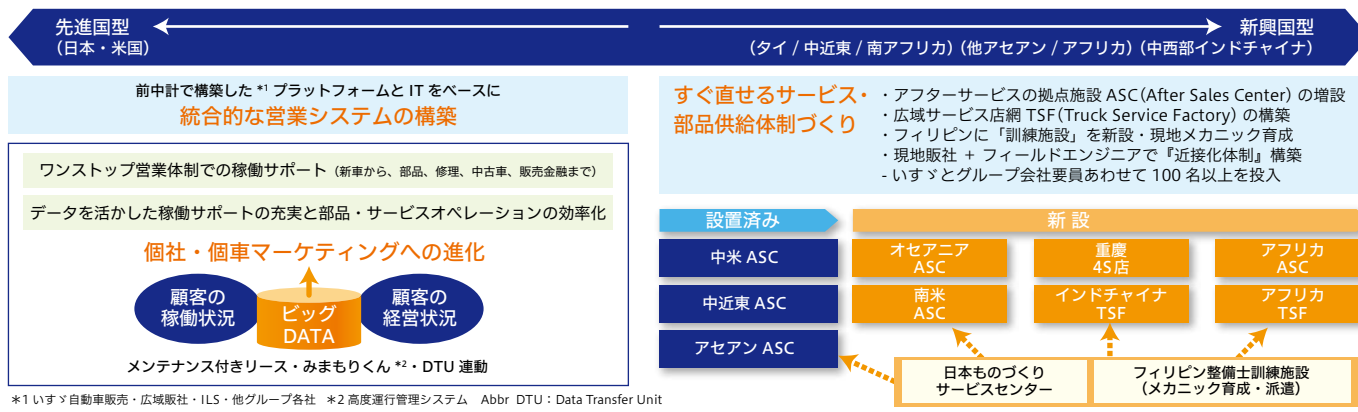 先進国型
(日本・米国)
新興国型
(タイ / 中近東 / 南アフリカ) (他アセアン / アフリカ) (中西部インドチャイナ)
前中計で構築した *1 プラットフォームと IT をベースに
統合的な営業システムの構築
ワンストップ営業体制での稼働サポート (新車から、部品、修理、中古車、販売金融まで)
データを活かした稼働サポートの充実と部品・サービスオペレーションの効率化
個社・個車マーケティングへの進化
顧客の
稼働状況
ビッグ
DATA
顧客の
経営状況
メンテナンス付きリース・みまもりくん *2・DTU 連動
すぐ直せるサービス・
部品供給体制づくり
・アフターサービスの拠点施設 ASC(After Sales Center) の増設
・広域サービス店網 TSF(Truck Service Factory) の構築
・フィリピンに「訓練施設」を新設・現地メカニック育成
・現地販社 + フィールドエンジニアで『近接化体制』構築
- いすゞとグループ会社要員あわせて 100 名以上を投入
設置済み
新 設
中米 ASC
オセアニア
ASC
重慶
4S店
アフリカ
ASC
中近東 ASC
南米
ASC
インドチャイナ
TSF
アフリカ
TSF
アセアン ASC
日本ものづくり
サービスセンター
フィリピン整備士訓練施設
(メカニック育成・派遣)
*1 いすゞ自動車販売・広域販社・ILS・他グループ各社 *2 高度運行管理システム Abbr DTU：Data Transfer Unit